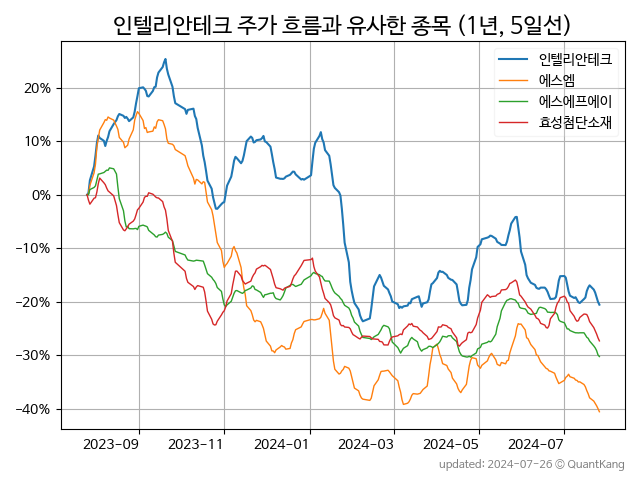 인텔리안테크 주가 흐름과 유사한 종목 (1년, 5일선)
인텔리안테크
에스엠
에스에프에이
효성첨단소재
20%
10%
0%
−10%
−20%
−30%
−40%
2023-09
2023-11
2024-01
2024-03
2024-05
2024-07
updated: 2024-07-26 © QuantKang